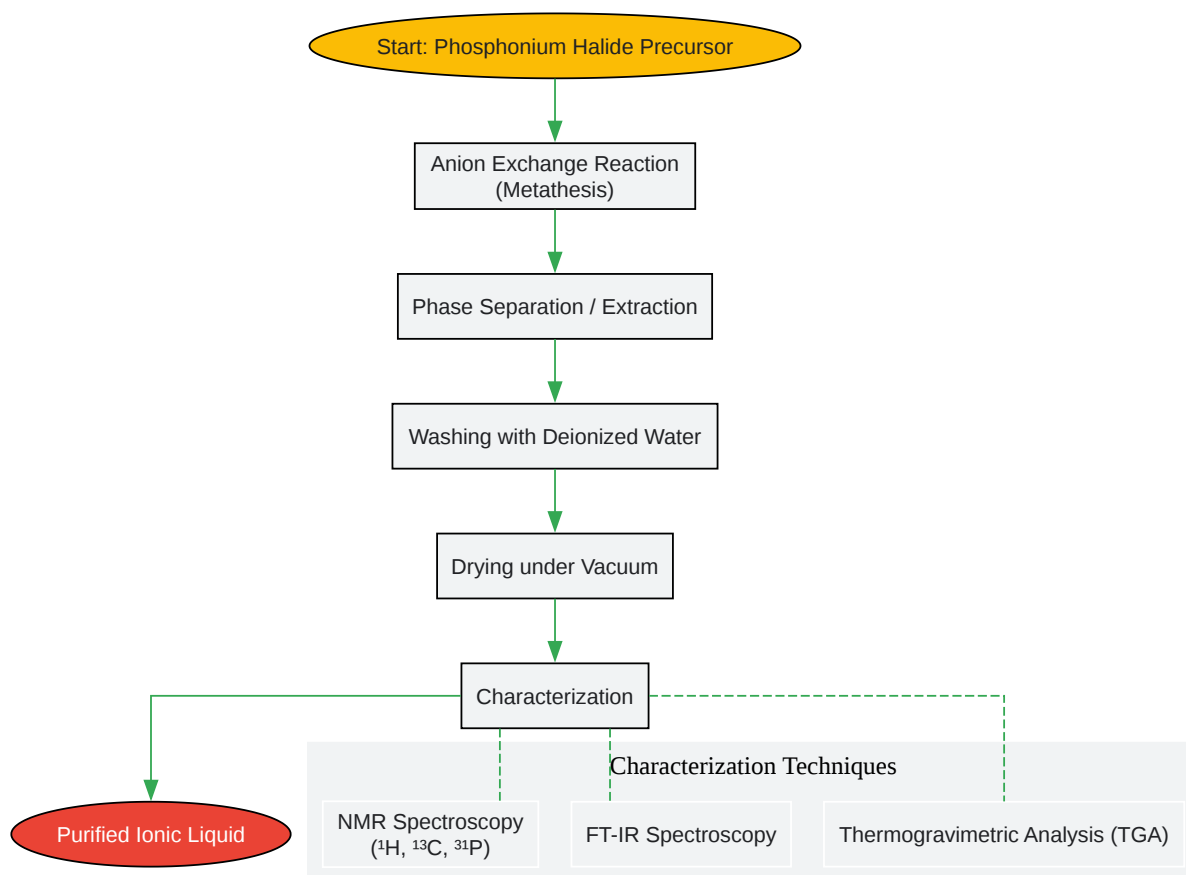 Start: Phosphonium Halide Precursor
Anion Exchange Reaction
(Metathesis)
Phase Separation / Extraction
Washing with Deionized Water
Drying under Vacuum
Characterization
Characterization Techniques
Purified Ionic Liquid
NMR Spectroscopy
(¹H, ¹³C, ³¹P)
FT-IR Spectroscopy
Thermogravimetric Analysis (TGA)